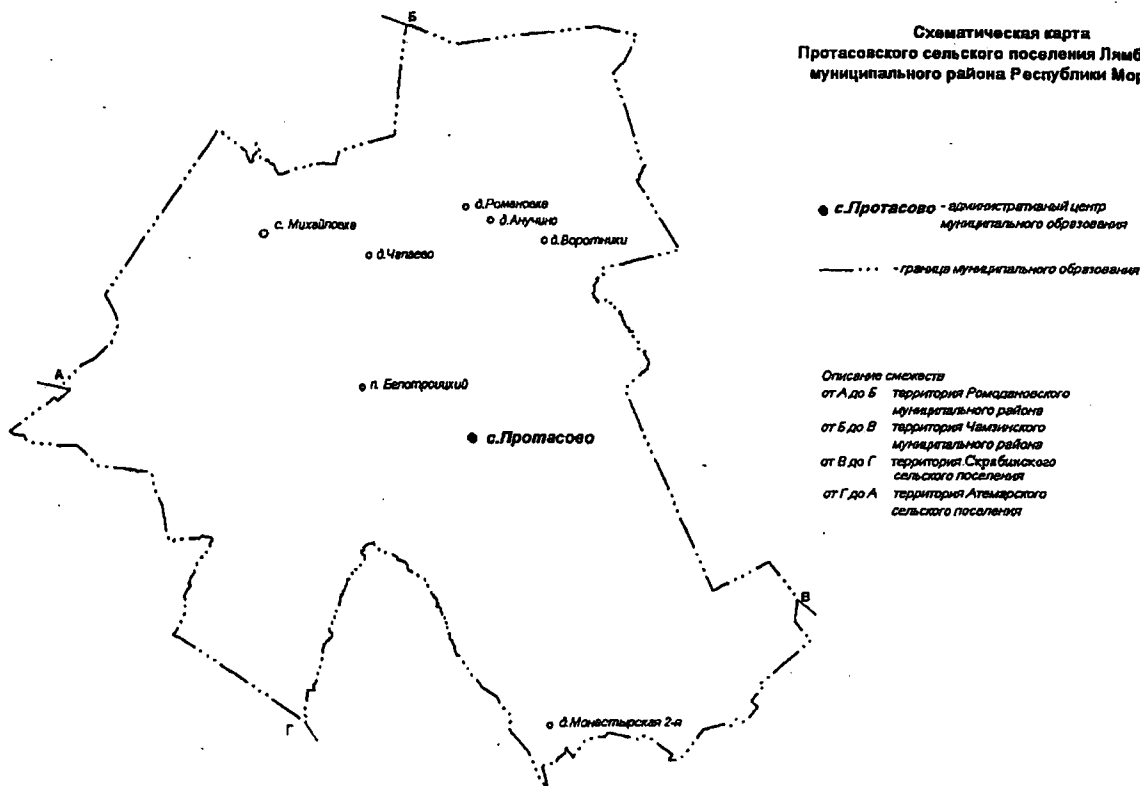 Схематическая карта
Протасовского сельского поселения Лямб
муниципального района Республики Мор
Б
с. Михайловка
д.Романовка
д.Анучино
д.Воротники
д.Чапаево
с.Протасово - административный центр
муниципального образования
- граница муниципального образования
А
п. Белотроицкий
с.Протасово
Описание смежеств
от А до Б территория Ромодановского
муниципального района
от Б до В территория Чамзинского
муниципального района
от В до Г территория Скрябинского
сельского поселения
от Г до А территория Атемарского
сельского поселения
В
Г
д.Монастырская 2-я